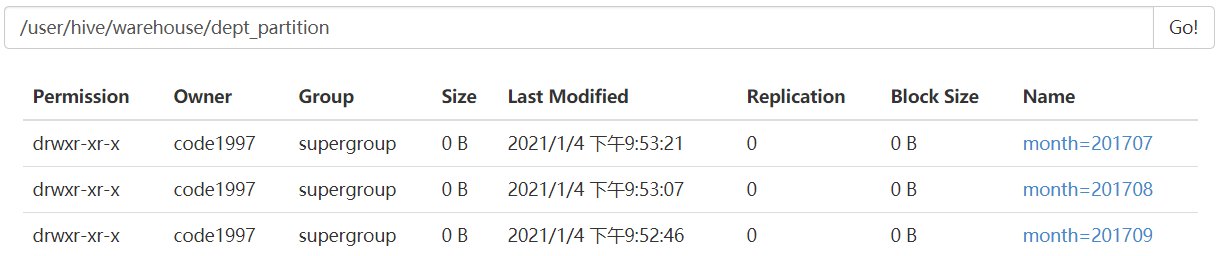 /user/hive/warehouse/dept_partition Go!
Permission Owner Group Size Last Modified Replication Block Size Name
drwxr-xr-x code1997 supergroup 0 B 2021/1/4 下午9:53:21 0 0 B month=201707
drwxr-xr-x code1997 supergroup 0 B 2021/1/4 下午9:53:07 0 0 B month=201708
drwxr-xr-x code1997 supergroup 0 B 2021/1/4 下午9:52:46 0 0 B month=201709